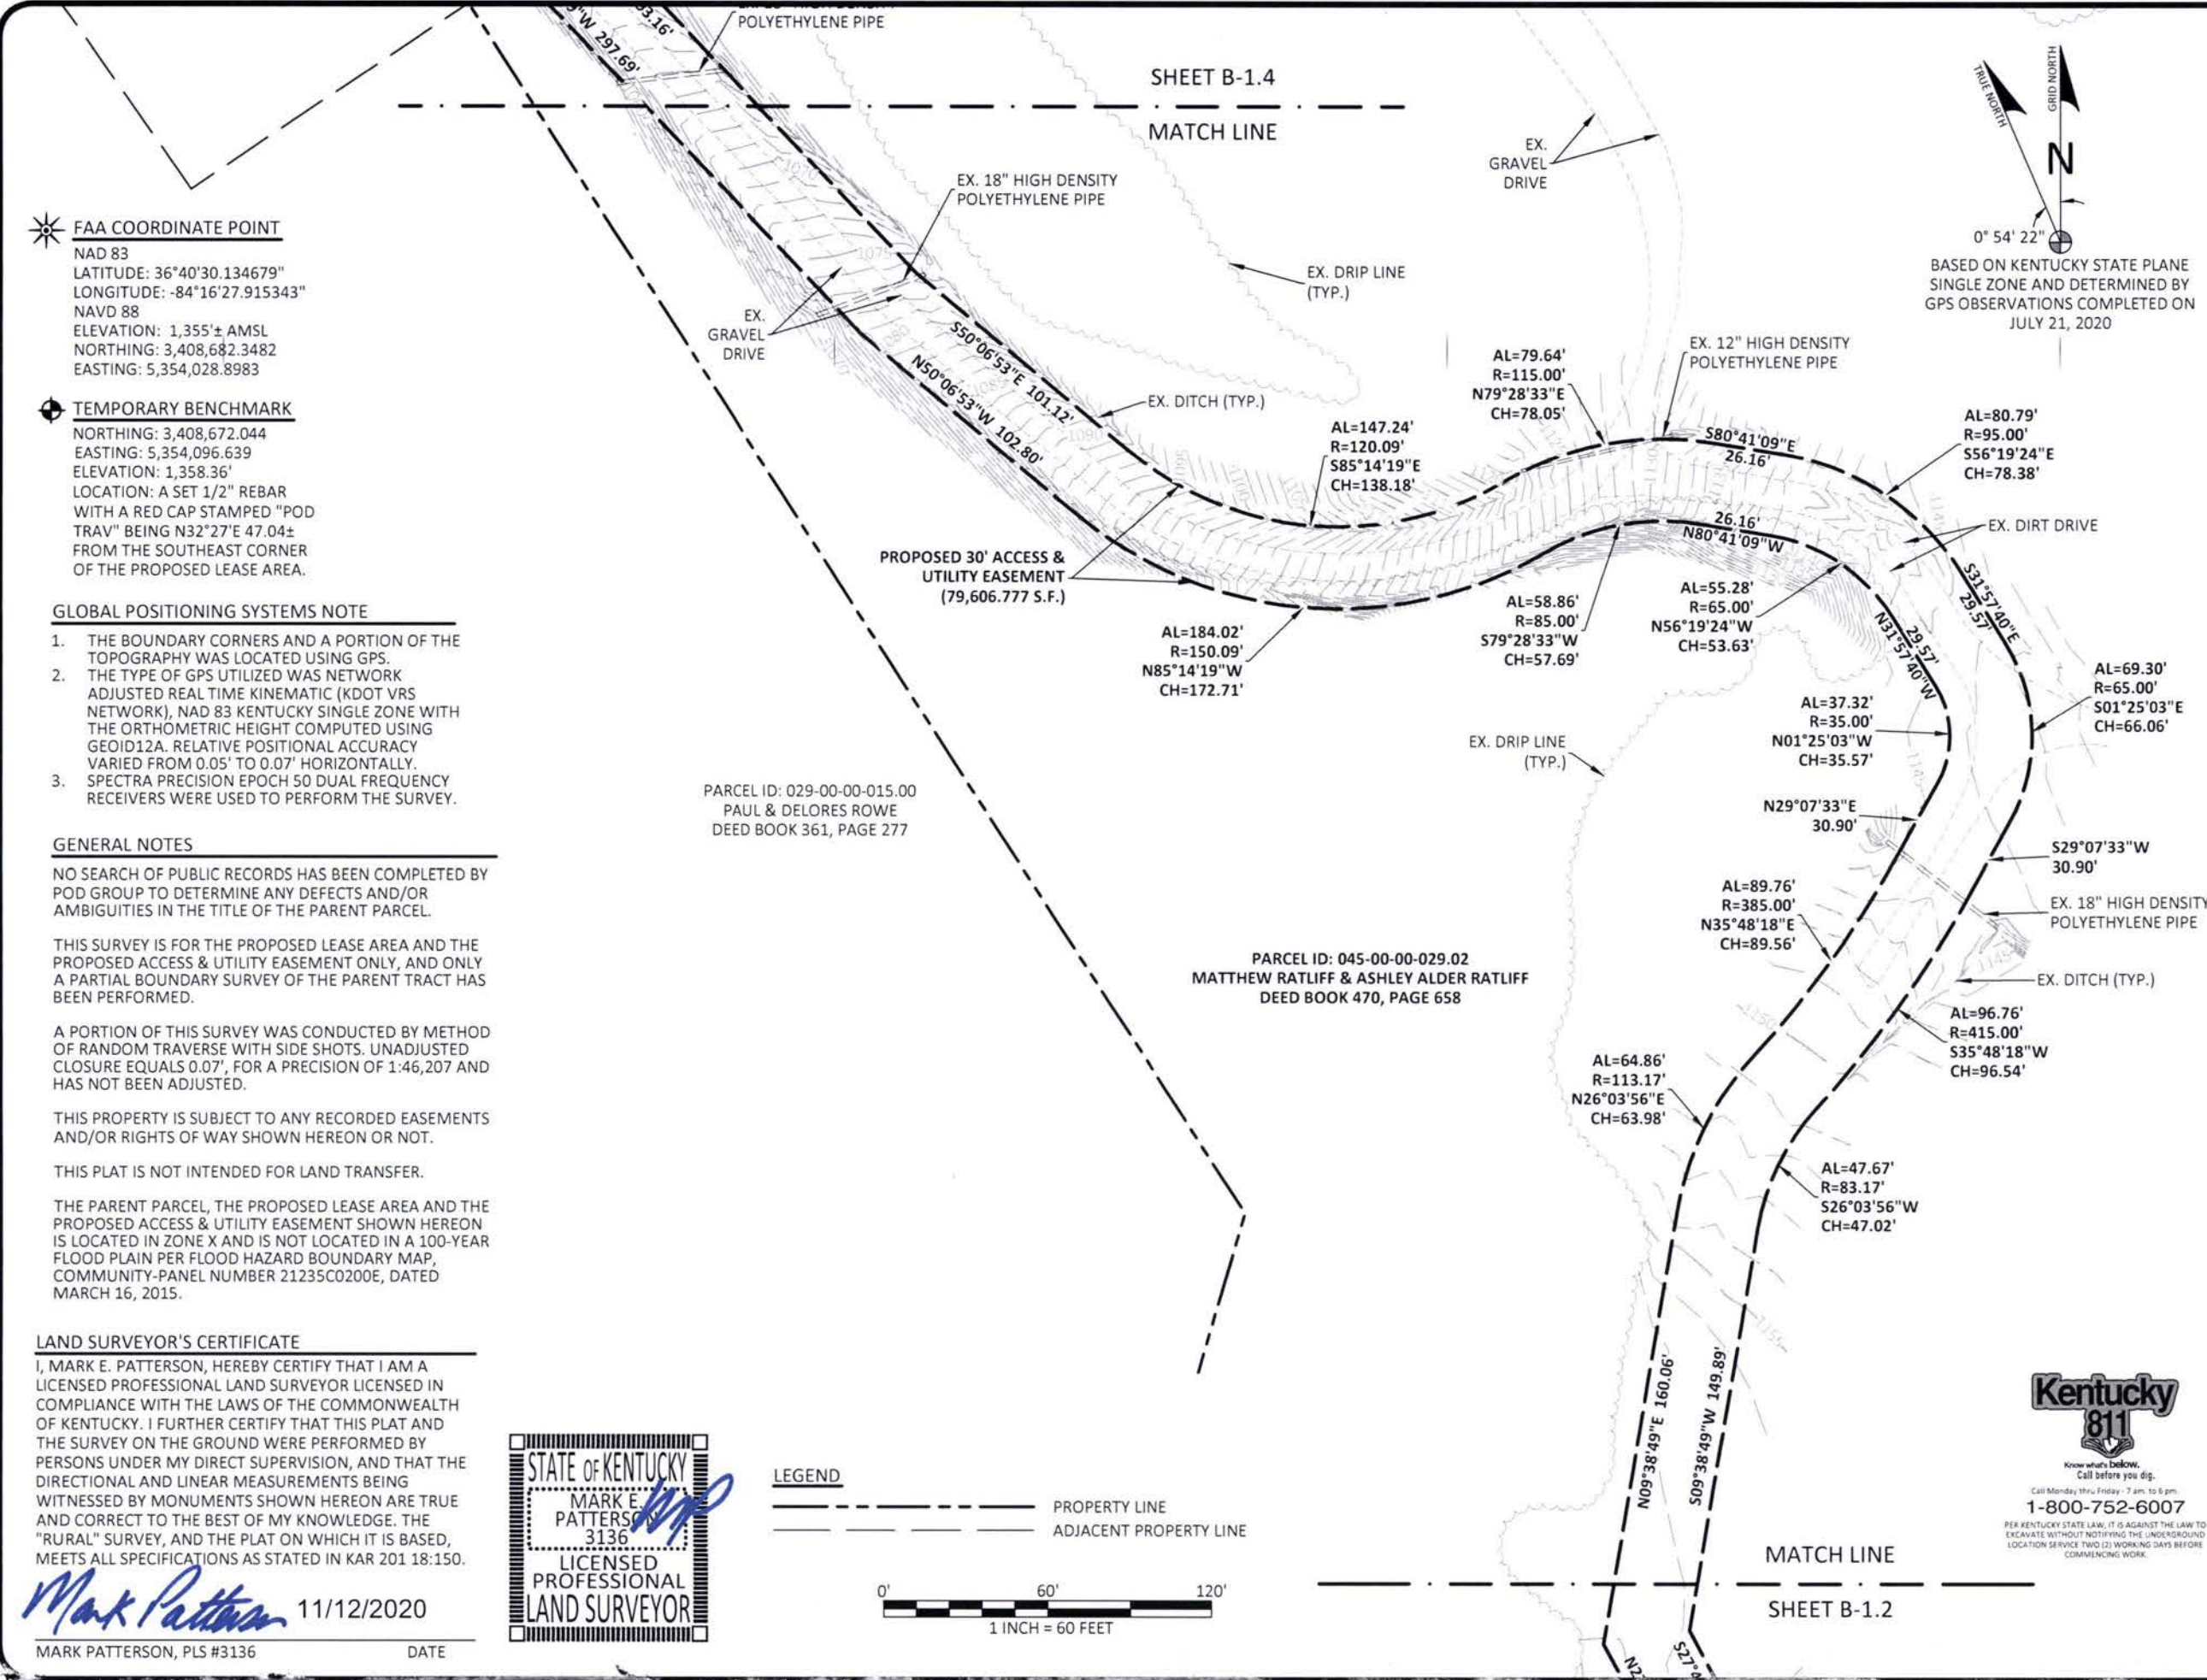 POLYETHYLENE PIPE
"W 297.69'
3.16'
SHEET B-1.4
MATCH LINE
TRUE NORTH
GRID NORTH
N
0° 54' 22"
BASED ON KENTUCKY STATE PLANE
SINGLE ZONE AND DETERMINED BY
GPS OBSERVATIONS COMPLETED ON
JULY 21, 2020
FAA COORDINATE POINT
NAD 83
LATITUDE: 36°40'30.134679"
LONGITUDE: -84°16'27.915343"
NAVD 88
ELEVATION: 1,355'± AMSL
NORTHING: 3,408,682.3482
EASTING: 5,354,028.8983
TEMPORARY BENCHMARK
NORTHING: 3,408,672.044
EASTING: 5,354,096.639
ELEVATION: 1,358.36'
LOCATION: A SET 1/2" REBAR
WITH A RED CAP STAMPED "POD
TRAV" BEING N32°27'E 47.04±
FROM THE SOUTHEAST CORNER
OF THE PROPOSED LEASE AREA.
GLOBAL POSITIONING SYSTEMS NOTE
1. THE BOUNDARY CORNERS AND A PORTION OF THE
TOPOGRAPHY WAS LOCATED USING GPS.
2. THE TYPE OF GPS UTILIZED WAS NETWORK
ADJUSTED REAL TIME KINEMATIC (KDOT VRS
NETWORK), NAD 83 KENTUCKY SINGLE ZONE WITH
THE ORTHOMETRIC HEIGHT COMPUTED USING
GEOID12A. RELATIVE POSITIONAL ACCURACY
VARIED FROM 0.05' TO 0.07' HORIZONTALLY.
3. SPECTRA PRECISION EPOCH 50 DUAL FREQUENCY
RECEIVERS WERE USED TO PERFORM THE SURVEY.
GENERAL NOTES
NO SEARCH OF PUBLIC RECORDS HAS BEEN COMPLETED BY
POD GROUP TO DETERMINE ANY DEFECTS AND/OR
AMBIGUITIES IN THE TITLE OF THE PARENT PARCEL.
THIS SURVEY IS FOR THE PROPOSED LEASE AREA AND THE
PROPOSED ACCESS & UTILITY EASEMENT ONLY, AND ONLY
A PARTIAL BOUNDARY SURVEY OF THE PARENT TRACT HAS
BEEN PERFORMED.
A PORTION OF THIS SURVEY WAS CONDUCTED BY METHOD
OF RANDOM TRAVERSE WITH SIDE SHOTS. UNADJUSTED
CLOSURE EQUALS 0.07', FOR A PRECISION OF 1:46,207 AND
HAS NOT BEEN ADJUSTED.
THIS PROPERTY IS SUBJECT TO ANY RECORDED EASEMENTS
AND/OR RIGHTS OF WAY SHOWN HEREON OR NOT.
THIS PLAT IS NOT INTENDED FOR LAND TRANSFER.
THE PARENT PARCEL, THE PROPOSED LEASE AREA AND THE
PROPOSED ACCESS & UTILITY EASEMENT SHOWN HEREON
IS LOCATED IN ZONE X AND IS NOT LOCATED IN A 100-YEAR
FLOOD PLAIN PER FLOOD HAZARD BOUNDARY MAP,
COMMUNITY-PANEL NUMBER 21235C0200E, DATED
MARCH 16, 2015.
LAND SURVEYOR'S CERTIFICATE
I, MARK E. PATTERSON, HEREBY CERTIFY THAT I AM A
LICENSED PROFESSIONAL LAND SURVEYOR LICENSED IN
COMPLIANCE WITH THE LAWS OF THE COMMONWEALTH
OF KENTUCKY. I FURTHER CERTIFY THAT THIS PLAT AND
THE SURVEY ON THE GROUND WERE PERFORMED BY
PERSONS UNDER MY DIRECT SUPERVISION, AND THAT THE
DIRECTIONAL AND LINEAR MEASUREMENTS BEING
WITNESSED BY MONUMENTS SHOWN HEREON ARE TRUE
AND CORRECT TO THE BEST OF MY KNOWLEDGE. THE
"RURAL" SURVEY, AND THE PLAT ON WHICH IT IS BASED,
MEETS ALL SPECIFICATIONS AS STATED IN KAR 201 18:150.
Mark Patterson 11/12/2020
MARK PATTERSON, PLS #3136 DATE
STATE OF KENTUCKY
MARK E.
PATTERSON
3136
LICENSED
PROFESSIONAL
LAND SURVEYOR
MP
LEGEND
PROPERTY LINE
ADJACENT PROPERTY LINE
0' 60' 120'
1 INCH = 60 FEET
EX. 18" HIGH DENSITY
POLYETHYLENE PIPE
EX.
GRAVEL
DRIVE
EX.
GRAVEL
DRIVE
EX. DRIP LINE
(TYP.)
1070
1075
1080
1085
1090
1095
S50°06'53"E 101.12'
N50°06'53"W 102.80'
EX. DITCH (TYP.)
PROPOSED 30' ACCESS &
UTILITY EASEMENT
(79,606.777 S.F.)
AL=147.24'
R=120.09'
S85°14'19"E
CH=138.18'
AL=184.02'
R=150.09'
N85°14'19"W
CH=172.71'
AL=79.64'
R=115.00'
N79°28'33"E
CH=78.05'
EX. 12" HIGH DENSITY
POLYETHYLENE PIPE
S80°41'09"E
26.16'
26.16'
N80°41'09"W
AL=80.79'
R=95.00'
S56°19'24"E
CH=78.38'
EX. DIRT DRIVE
AL=58.86'
R=85.00'
S79°28'33"W
CH=57.69'
AL=55.28'
R=65.00'
N56°19'24"W
CH=53.63'
S31°57'40"E
29.57'
29.57'
N31°57'40"W
AL=69.30'
R=65.00'
S01°25'03"E
CH=66.06'
AL=37.32'
R=35.00'
N01°25'03"W
CH=35.57'
EX. DRIP LINE
(TYP.)
N29°07'33"E
30.90'
S29°07'33"W
30.90'
EX. 18" HIGH DENSITY
POLYETHYLENE PIPE
1145
EX. DITCH (TYP.)
AL=89.76'
R=385.00'
N35°48'18"E
CH=89.56'
AL=96.76'
R=415.00'
S35°48'18"W
CH=96.54'
1150
AL=64.86'
R=113.17'
N26°03'56"E
CH=63.98'
AL=47.67'
R=83.17'
S26°03'56"W
CH=47.02'
1155
PARCEL ID: 029-00-00-015.00
PAUL & DELORES ROWE
DEED BOOK 361, PAGE 277
PARCEL ID: 045-00-00-029.02
MATTHEW RATLIFF & ASHLEY ALDER RATLIFF
DEED BOOK 470, PAGE 658
N09°38'49"E 160.06'
S09°38'49"W 149.89'
MATCH LINE
SHEET B-1.2
Kentucky
811
Know what's below.
Call before you dig.
Call Monday thru Friday - 7 am to 6 pm
1-800-752-6007
PER KENTUCKY STATE LAW, IT IS AGAINST THE LAW TO
EXCAVATE WITHOUT NOTIFYING THE UNDERGROUND
LOCATION SERVICE TWO (2) WORKING DAYS BEFORE
COMMENCING WORK.